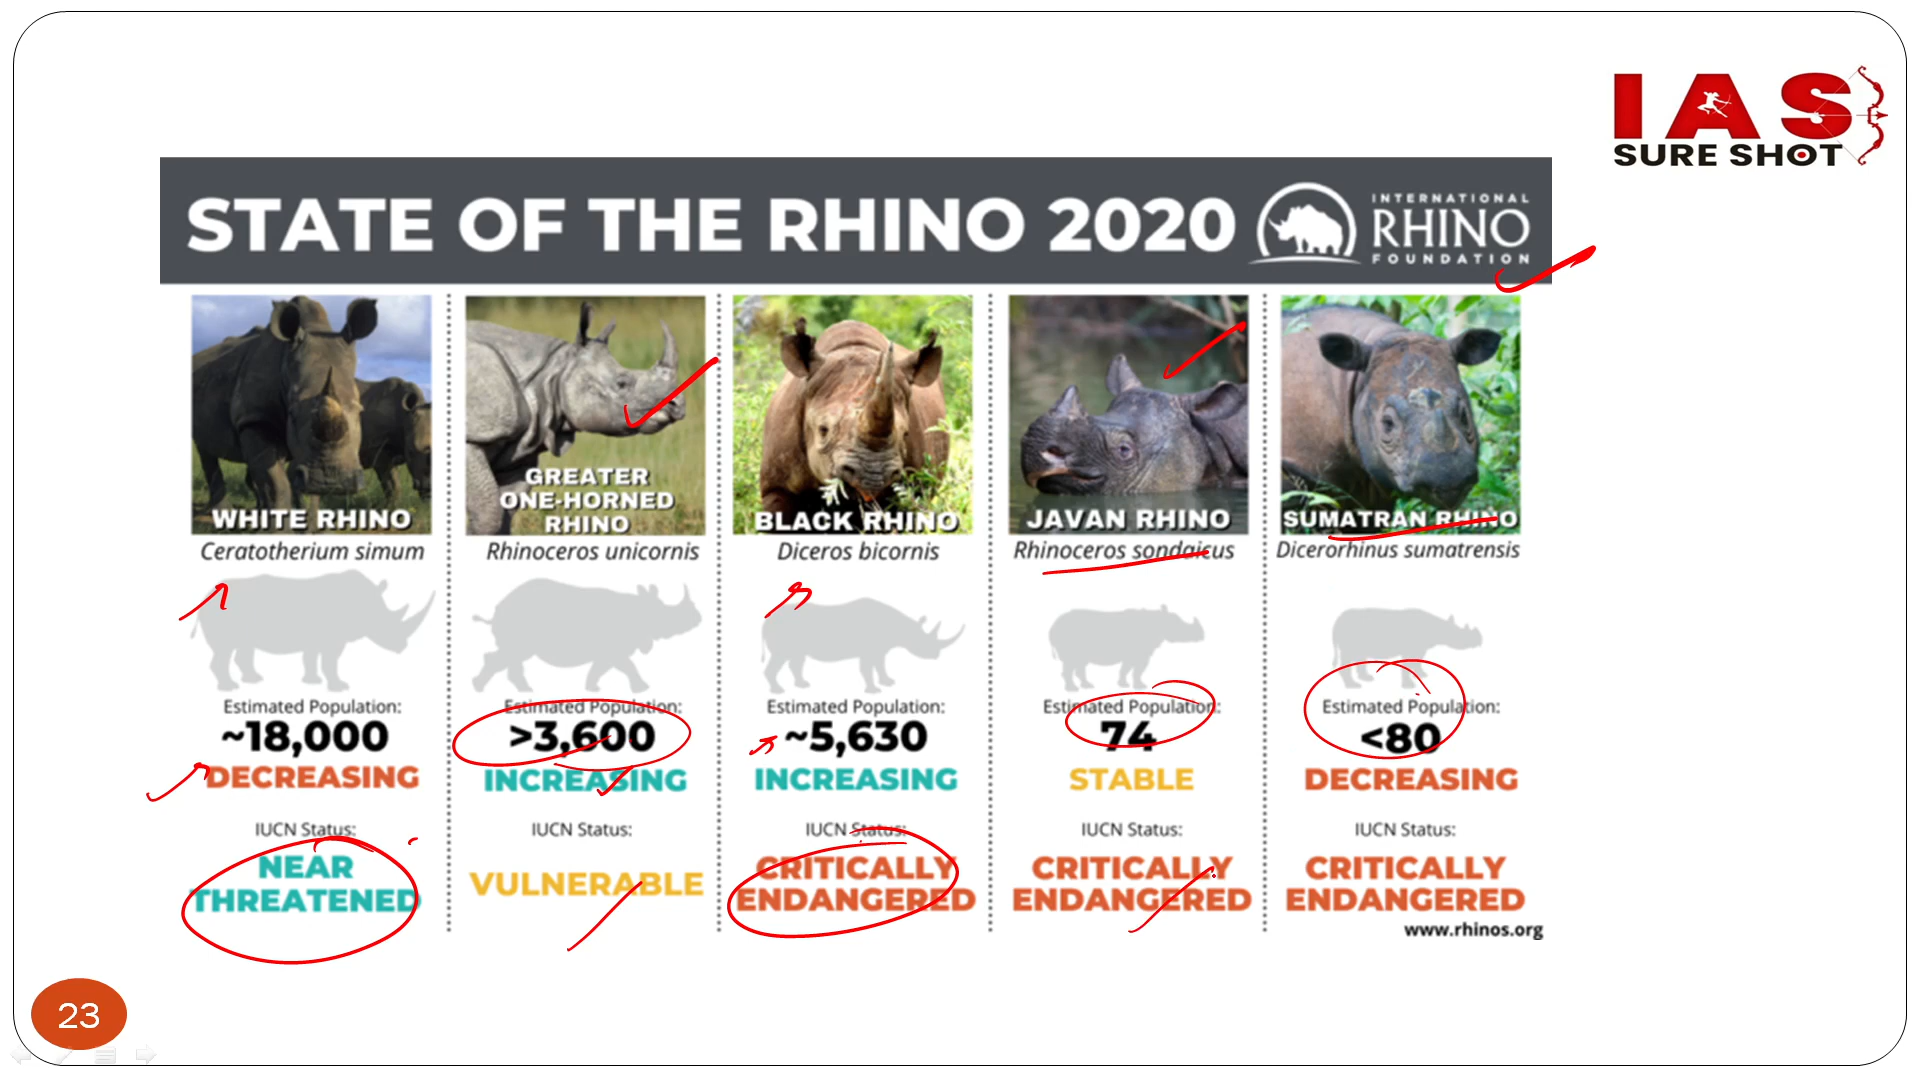 IAS
SURE SHOT
STATE OF THE RHINO 2020
INTERNATIONAL
RHINO
FOUNDATION
WHITE RHINO
Ceratotherium simum
Estimated Population:
~18,000
DECREASING
IUCN Status:
NEAR
THREATENED
GREATER
ONE-HORNED
RHINO
Rhinoceros unicornis
Estimated Population:
>3,600
INCREASING
IUCN Status:
VULNERABLE
BLACK RHINO
Diceros bicornis
Estimated Population:
~5,630
INCREASING
IUCN Status:
CRITICALLY
ENDANGERED
JAVAN RHINO
Rhinoceros sondaicus
Estimated Population:
74
STABLE
IUCN Status:
CRITICALLY
ENDANGERED
SUMATRAN RHINO
Dicerorhinus sumatrensis
Estimated Population:
<80
DECREASING
IUCN Status:
CRITICALLY
ENDANGERED
www.rhinos.org
23